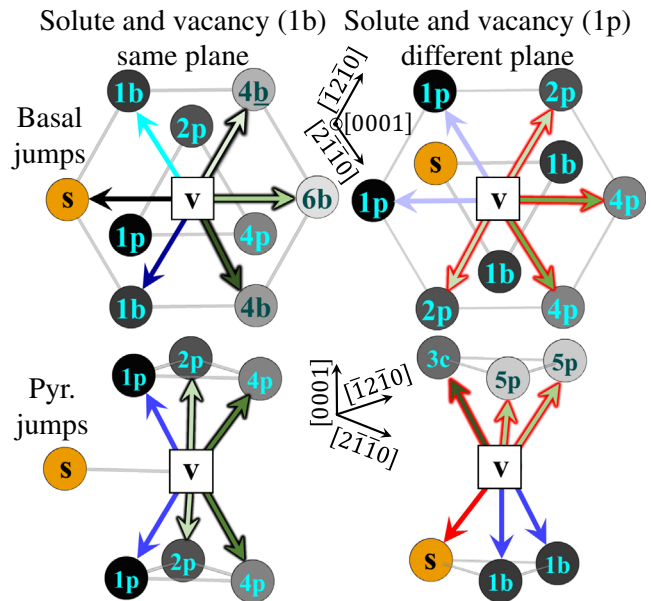 Solute and vacancy (1b)
same plane
Solute and vacancy (1p)
different plane
Basal
jumps
1b
4b̲
2p
s
v
6b
1p
4p
1b
4b
[1̄21̄0]
[0001]
[21̄1̄0]
1p
2p
s
1b
1p
v
4p
1b
2p
4p
Pyr.
jumps
2p
1p
4p
s
v
1p
2p
4p
[0001]
[1̄21̄0]
[21̄1̄0]
3c
5p
5p
v
s
1b
1b